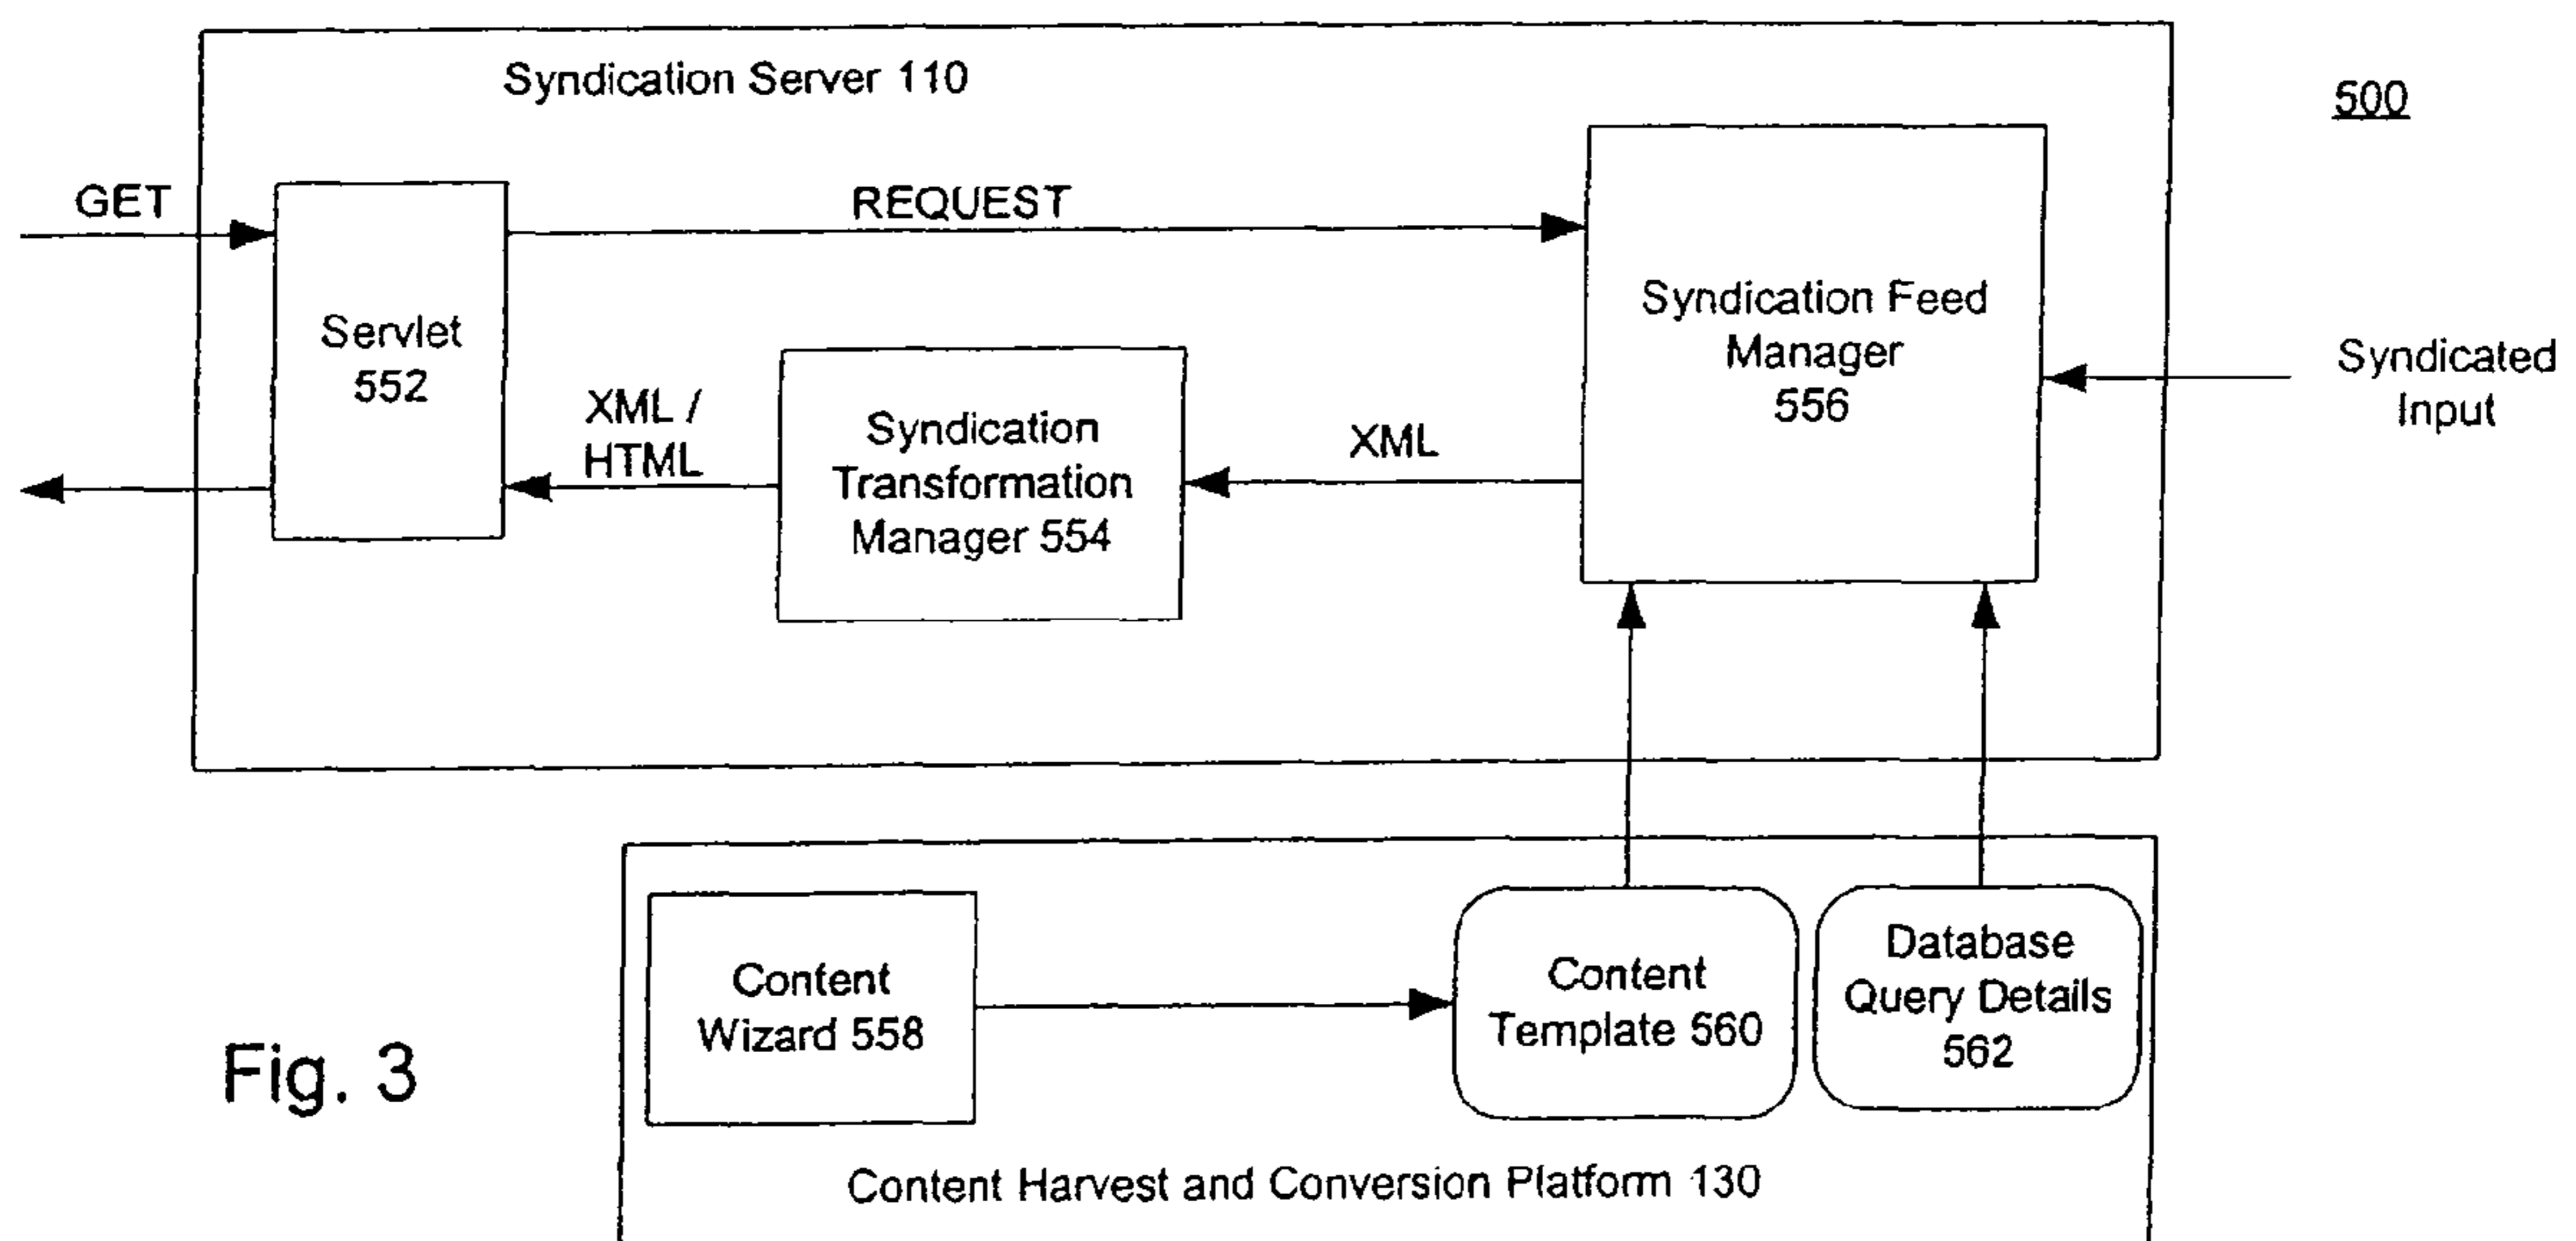 Syndication Server 110
500
GET
REQUEST
Servlet
552
XML /
HTML
Syndication
Transformation
Manager 554
XML
Syndication Feed
Manager
556
Syndicated
Input
Content
Wizard 558
Content
Template 560
Database
Query Details
562
Content Harvest and Conversion Platform 130
Fig. 3